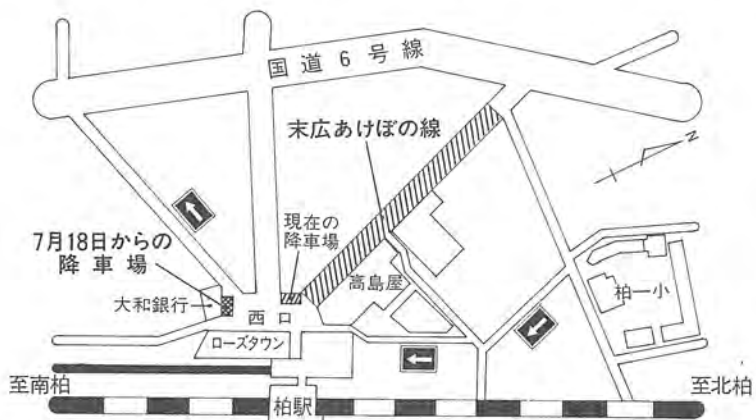 国道6号線
末広あけぼの線
N
現在の
降車場
7月18日からの
降車場
大和銀行
高島屋
柏一小
西口
ローズタウン
至南柏
柏駅
至北柏